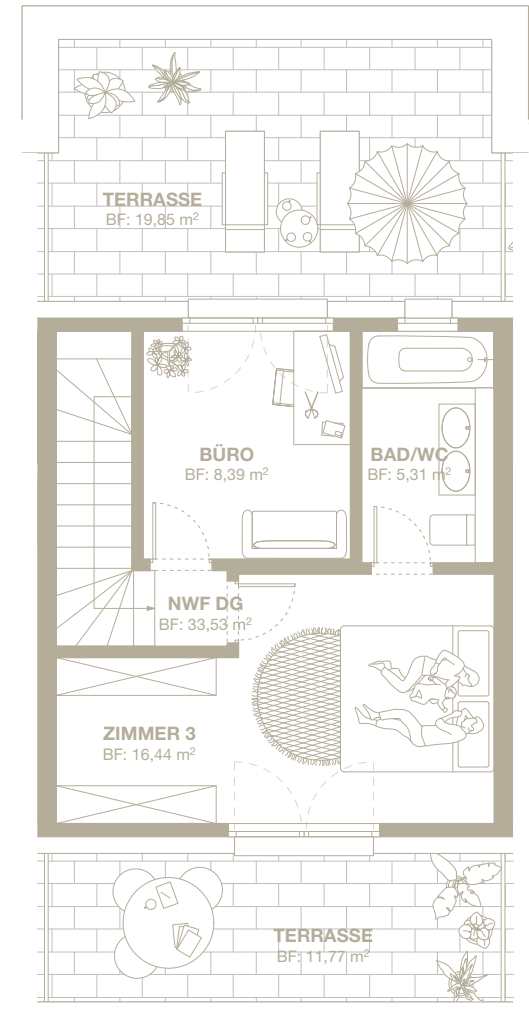 TERRASSE
BF: 19,85 m²
BÜRO
BF: 8,39 m²
BAD/WC
BF: 5,31 m²
NWF DG
BF: 33,53 m²
ZIMMER 3
BF: 16,44 m²
TERRASSE
BF: 11,77 m²